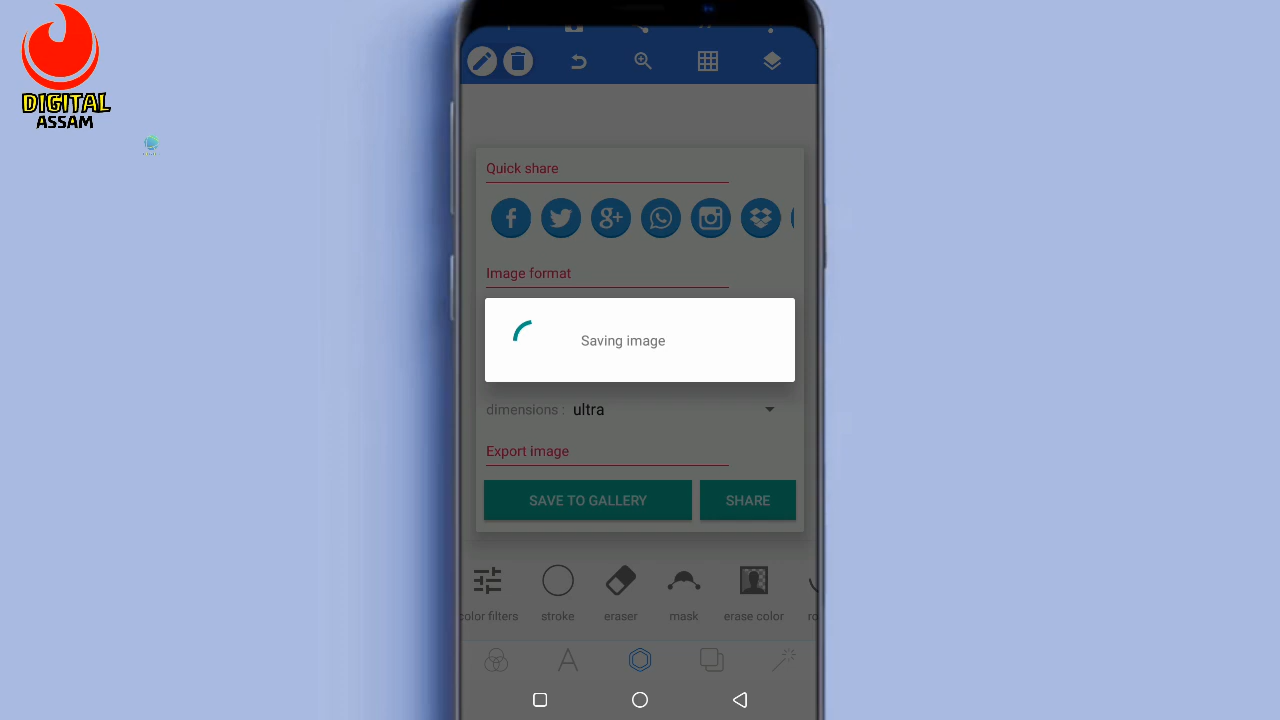 DIGITAL
ASSAM
Quick share
Image format
Saving image
dimensions : ultra
Export image
SAVE TO GALLERY
SHARE
color filters
stroke
eraser
mask
erase color